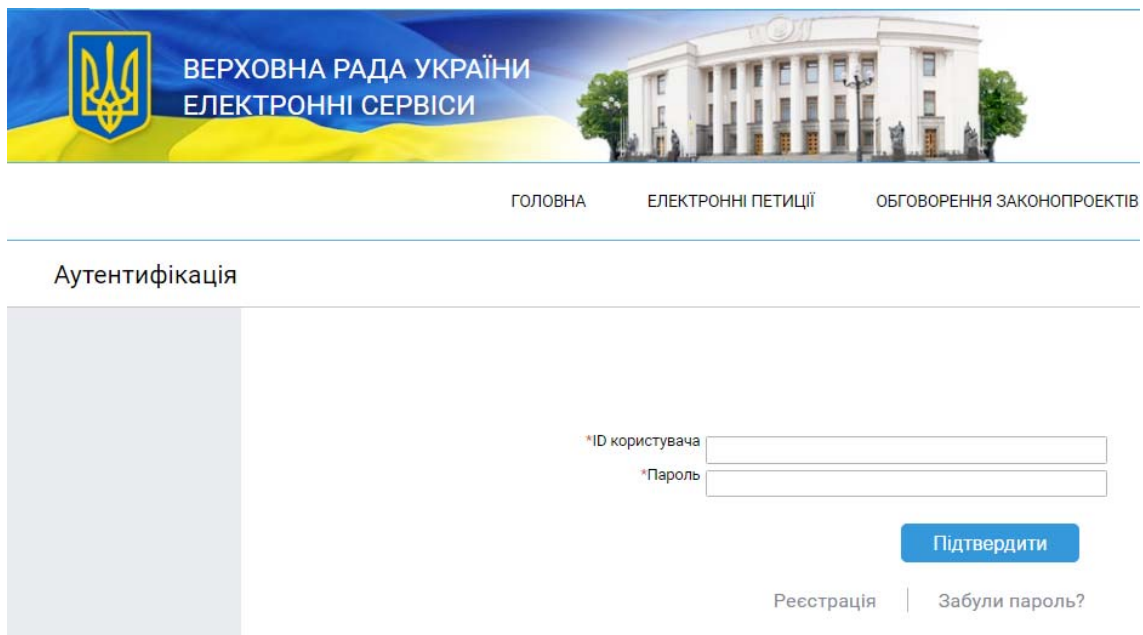 ВЕРХОВНА РАДА УКРАЇНИ
ЕЛЕКТРОННІ СЕРВІСИ
ГОЛОВНА ЕЛЕКТРОННІ ПЕТИЦІЇ ОБГОВОРЕННЯ ЗАКОНОПРОЕКТІВ
Аутентифікація
*ID користувача
*Пароль
Підтвердити
Реєстрація Забули пароль?